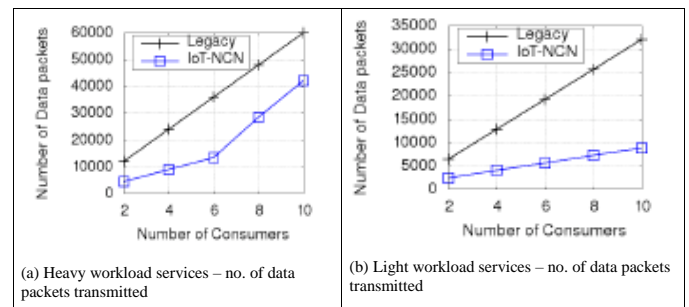 Number of Data packets
60000
50000
40000
30000
20000
10000
0
Legacy
IoT-NCN
2 4 6 8 10
Number of Consumers
(a) Heavy workload services – no. of data
packets transmitted
Number of Data packets
35000
30000
25000
20000
15000
10000
5000
0
Legacy
IoT-NCN
2 4 6 8 10
Number of Consumers
(b) Light workload services – no. of data packets
transmitted